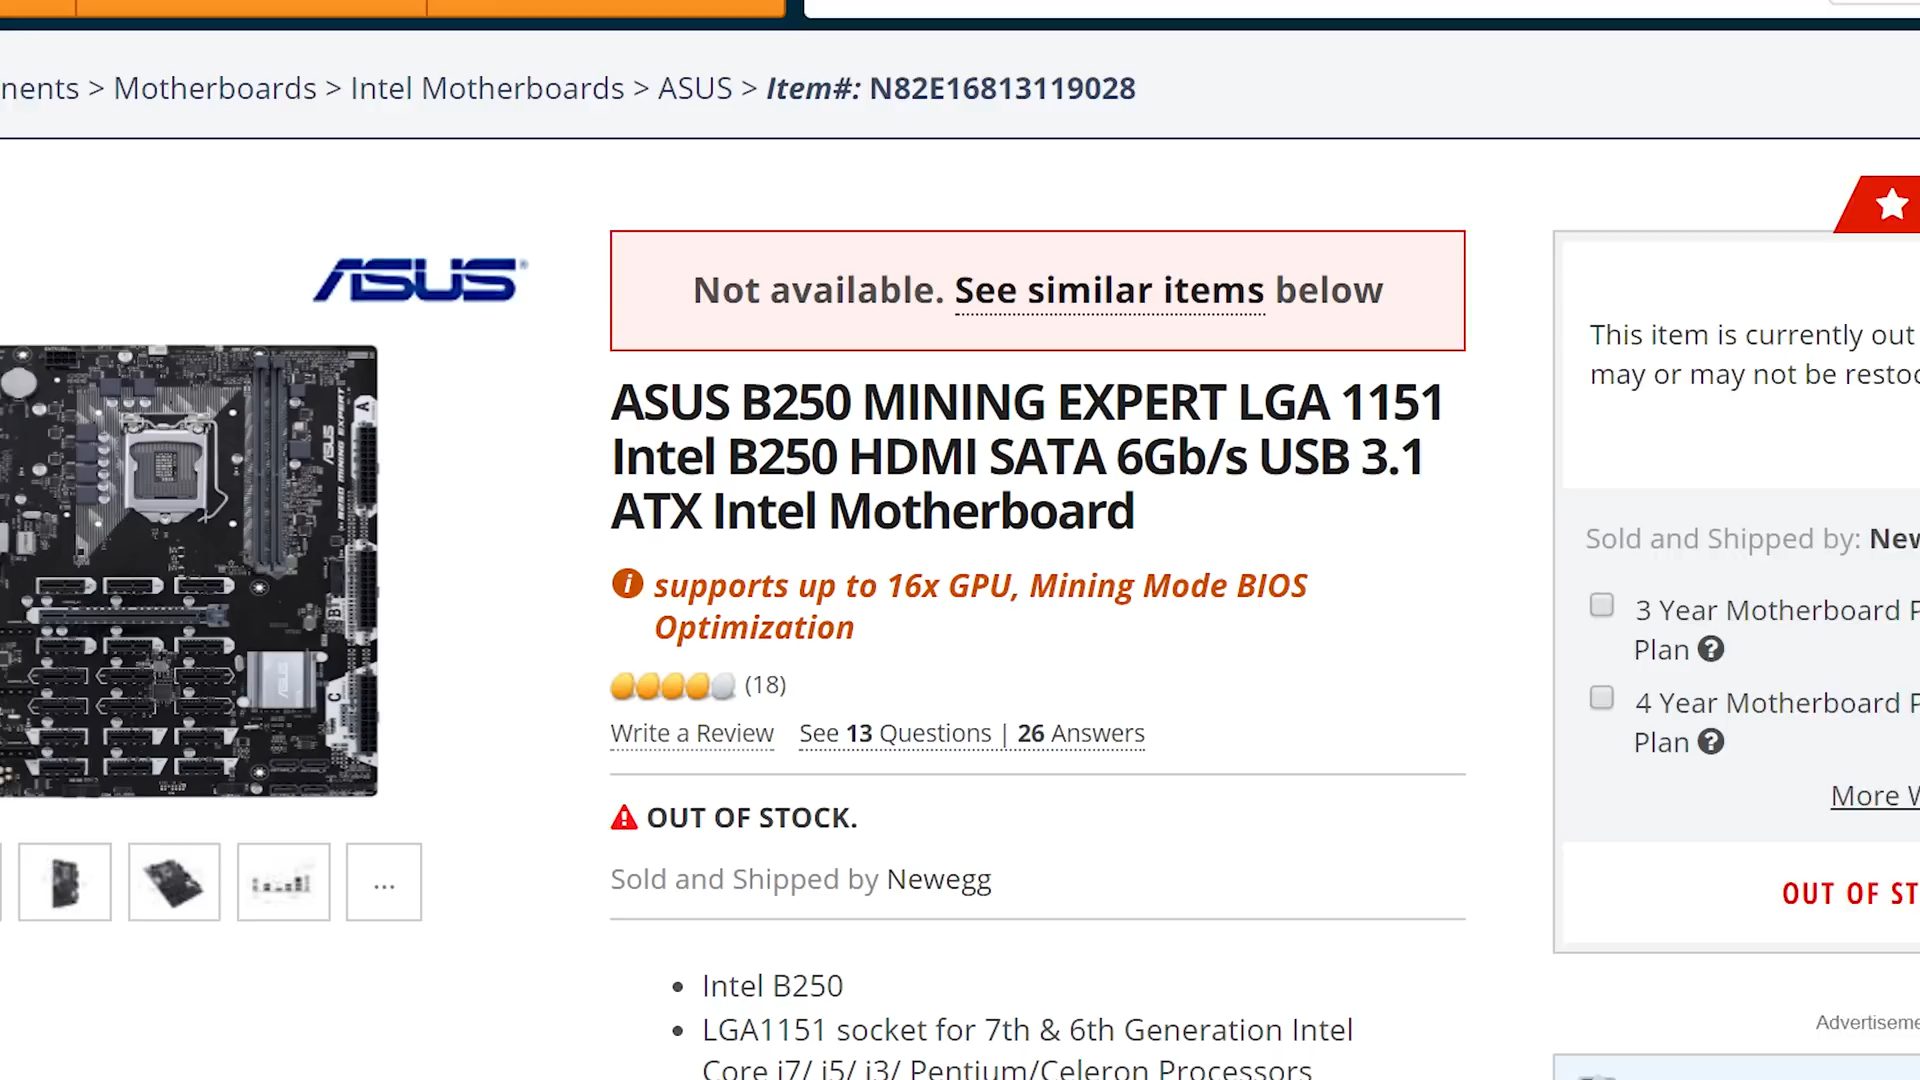 nents > Motherboards > Intel Motherboards > ASUS > Item#: N82E16813119028
ASUS
Not available. See similar items below
ASUS B250 MINING EXPERT LGA 1151
Intel B250 HDMI SATA 6Gb/s USB 3.1
ATX Intel Motherboard
supports up to 16x GPU, Mining Mode BIOS
Optimization
(18)
Write a Review See 13 Questions | 26 Answers
OUT OF STOCK.
Sold and Shipped by Newegg
• Intel B250
• LGA1151 socket for 7th & 6th Generation Intel
Core i7/ i5/ i3/ Pentium/Celeron Processors
This item is currently out
may or may not be restoc
Sold and Shipped by: New
3 Year Motherboard P
Plan ?
4 Year Motherboard P
Plan ?
More W
OUT OF ST
Advertiseme
ASUS
B250 MINING EXPERT
A
B
C
ASUS
...